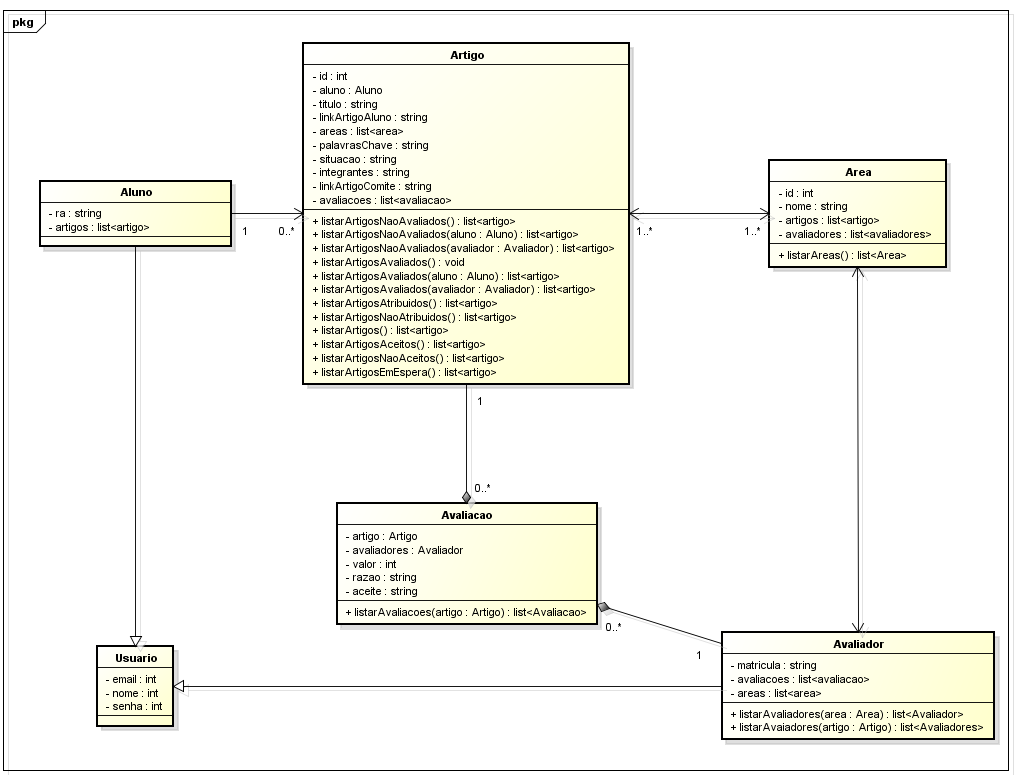 pkg
Artigo
- id : int
- aluno : Aluno
- titulo : string
- linkArtigoAluno : string
- areas : list<area>
- palavrasChave : string
- situacao : string
- integrantes : string
- linkArtigoComite : string
- avaliacoes : list<avaliacao>
+ listarArtigosNaoAvaliados() : list<artigo>
+ listarArtigosNaoAvaliados(aluno : Aluno) : list<artigo>
+ listarArtigosNaoAvaliados(avaliador : Avaliador) : list<artigo>
+ listarArtigosAvaliados() : void
+ listarArtigosAvaliados(aluno : Aluno) : list<artigo>
+ listarArtigosAvaliados(avaliador : Avaliador) : list<artigo>
+ listarArtigosAtribuidos() : list<artigo>
+ listarArtigosNaoAtribuidos() : list<artigo>
+ listarArtigos() : list<artigo>
+ listarArtigosAceitos() : list<artigo>
+ listarArtigosNaoAceitos() : list<artigo>
+ listarArtigosEmEspera() : list<artigo>
Aluno
- ra : string
- artigos : list<artigo>
1
0..*
Area
- id : int
- nome : string
- artigos : list<artigo>
- avaliadores : list<avaliadores>
+ listarAreas() : list<Area>
1..*
1..*
1
0..*
Avaliacao
- artigo : Artigo
- avaliadores : Avaliador
- valor : int
- razao : string
- aceite : string
+ listarAvaliacoes(artigo : Artigo) : list<Avaliacao>
0..*
1
Usuario
- email : int
- nome : int
- senha : int
Avaliador
- matricula : string
- avaliacoes : list<avaliacao>
- areas : list<area>
+ listarAvaliadores(area : Area) : list<Avaliador>
+ listarAvaiadores(artigo : Artigo) : list<Avaliadores>